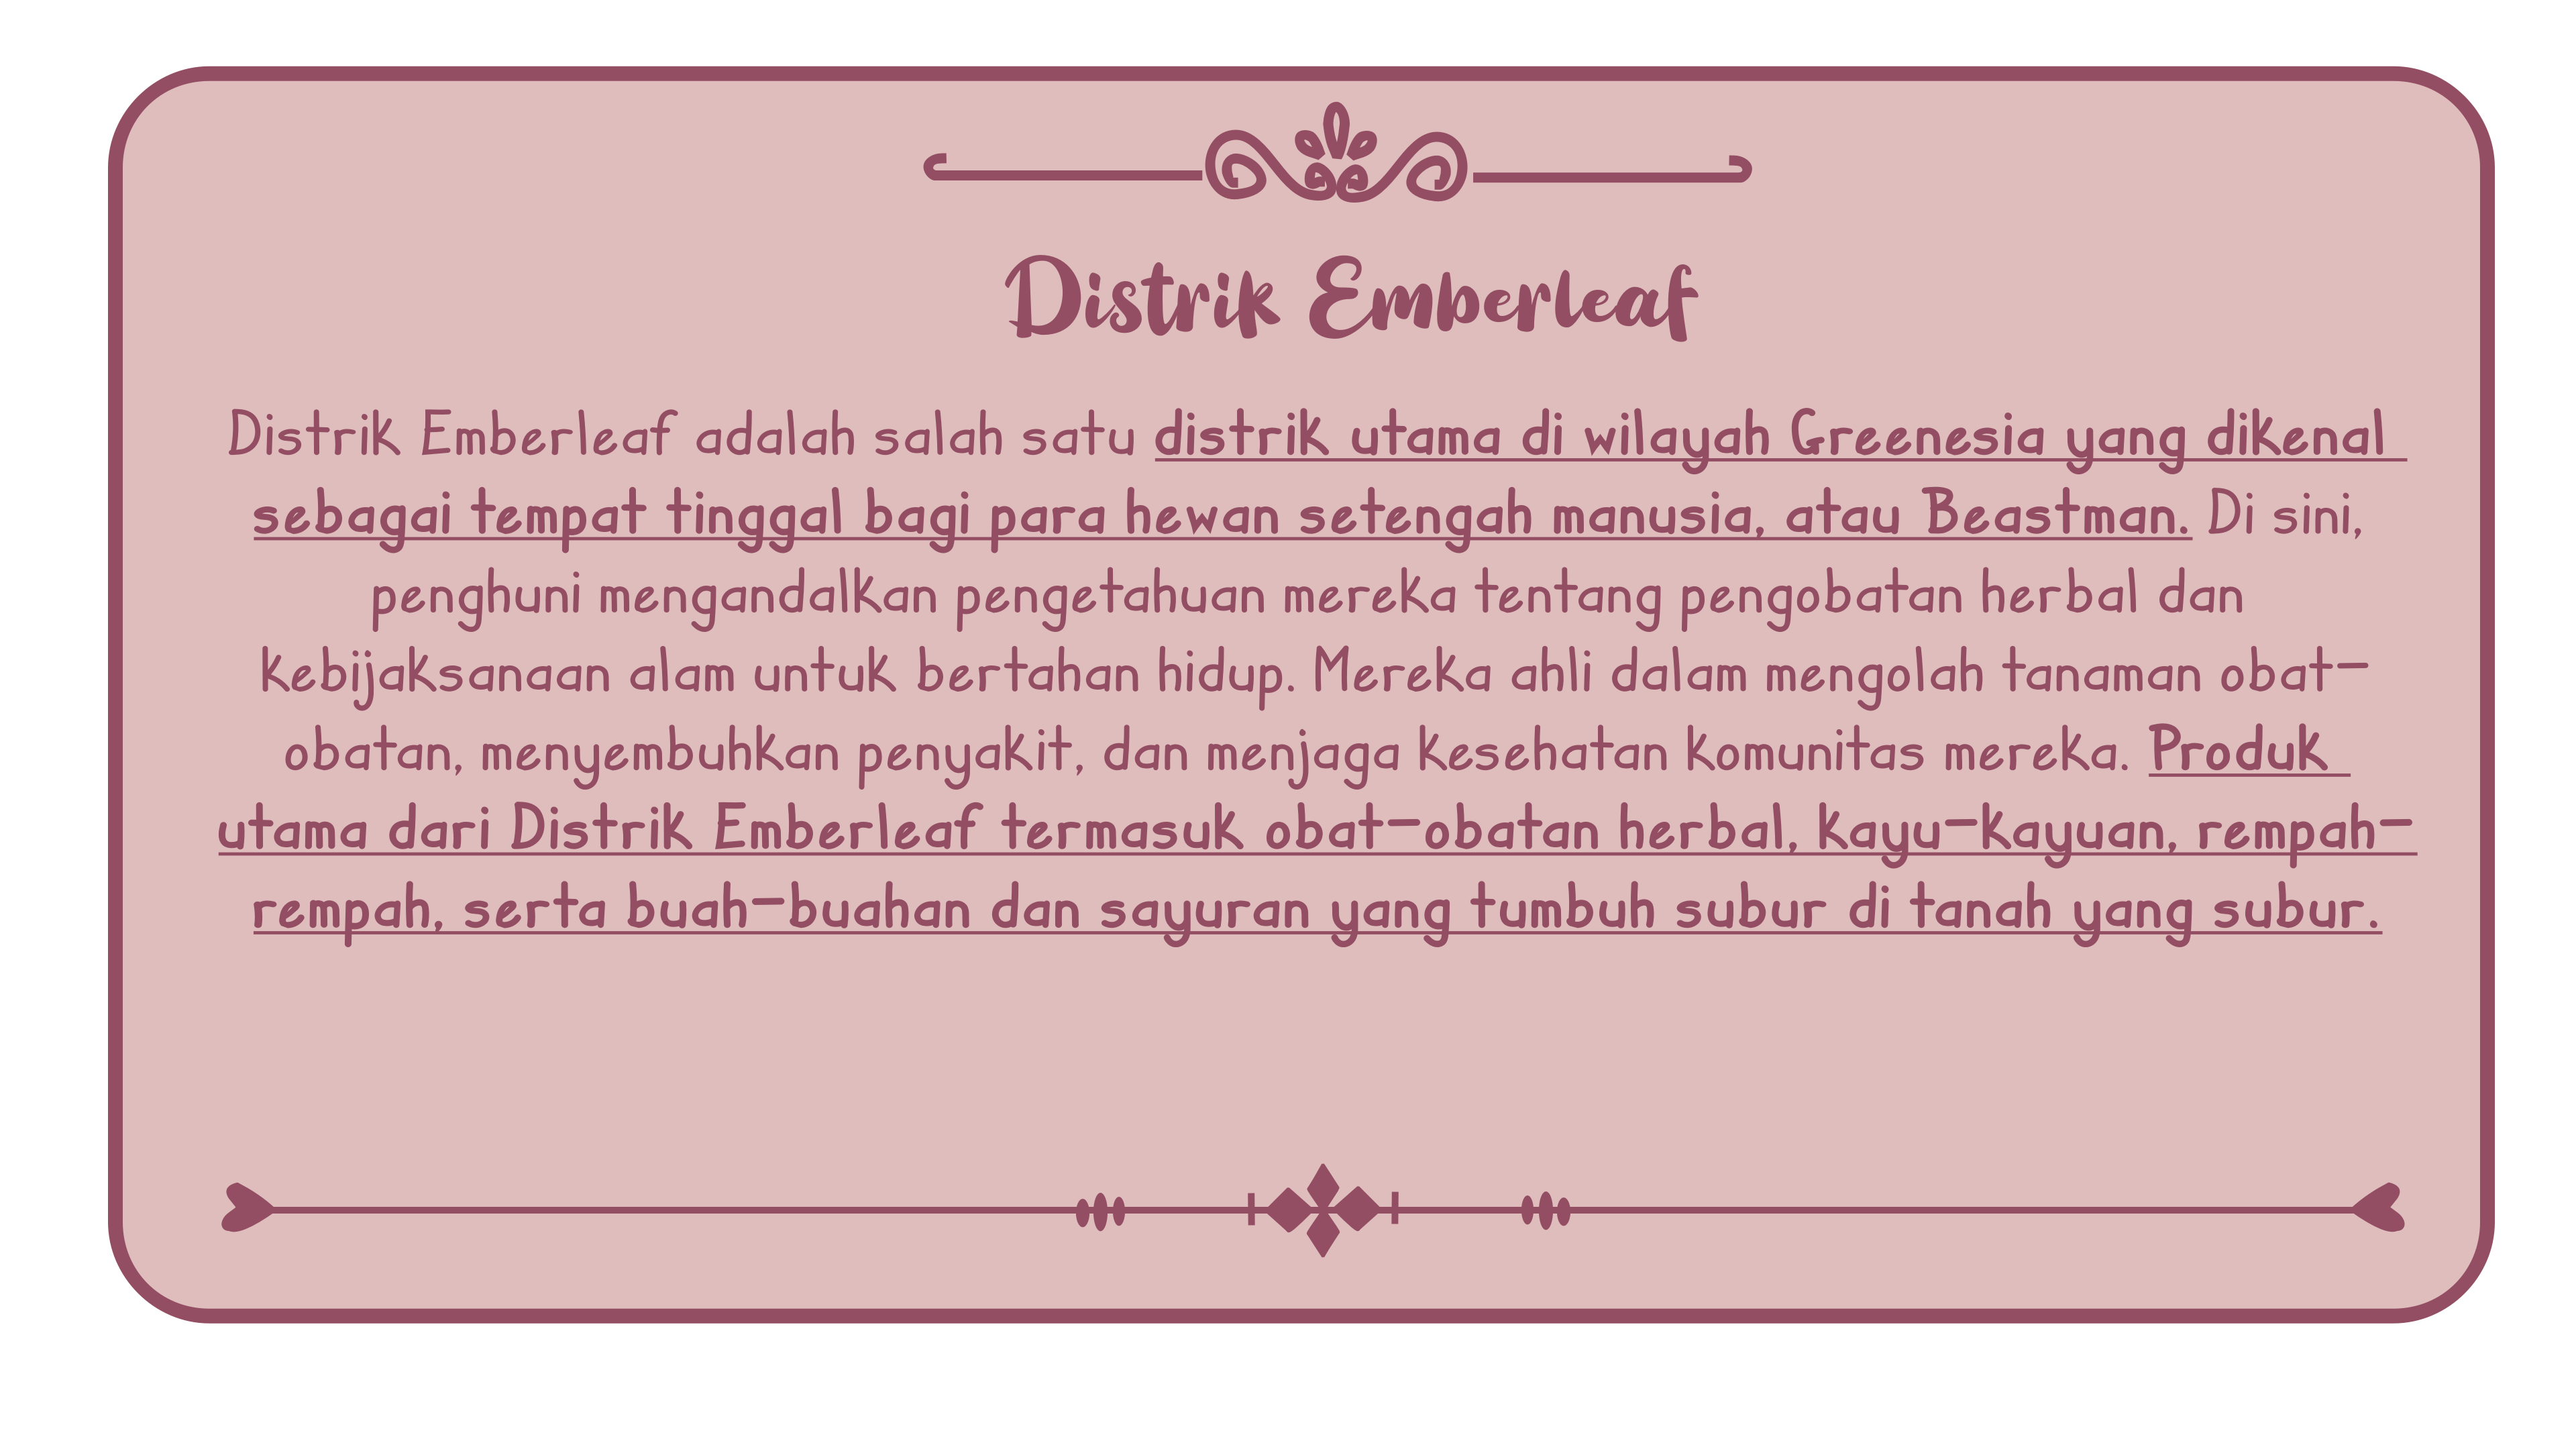 Distrik Emberleaf
Distrik Emberleaf adalah salah satu distrik utama di wilayah Greenesia yang dikenal
sebagai tempat tinggal bagi para hewan setengah manusia, atau Beastman. Di sini,
penghuni mengandalkan pengetahuan mereka tentang pengobatan herbal dan
kebijaksanaan alam untuk bertahan hidup. Mereka ahli dalam mengolah tanaman obat-
obatan, menyembuhkan penyakit, dan menjaga kesehatan komunitas mereka. Produk
utama dari Distrik Emberleaf termasuk obat-obatan herbal, kayu-kayuan, rempah-
rempah, serta buah-buahan dan sayuran yang tumbuh subur di tanah yang subur.